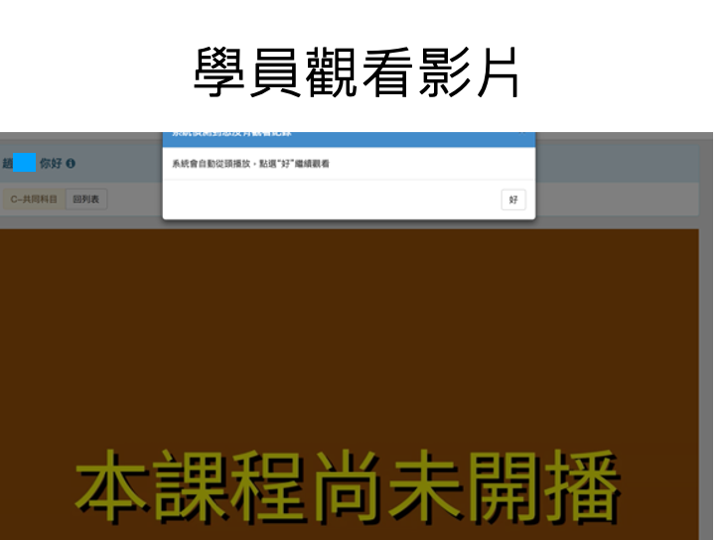 學員觀看影片
系統偵測到您沒有觀看記錄
趙 你好
系統會自動從頭播放，點選“好”繼續觀看
C-共同科目 回列表
好
本課程尚未開播